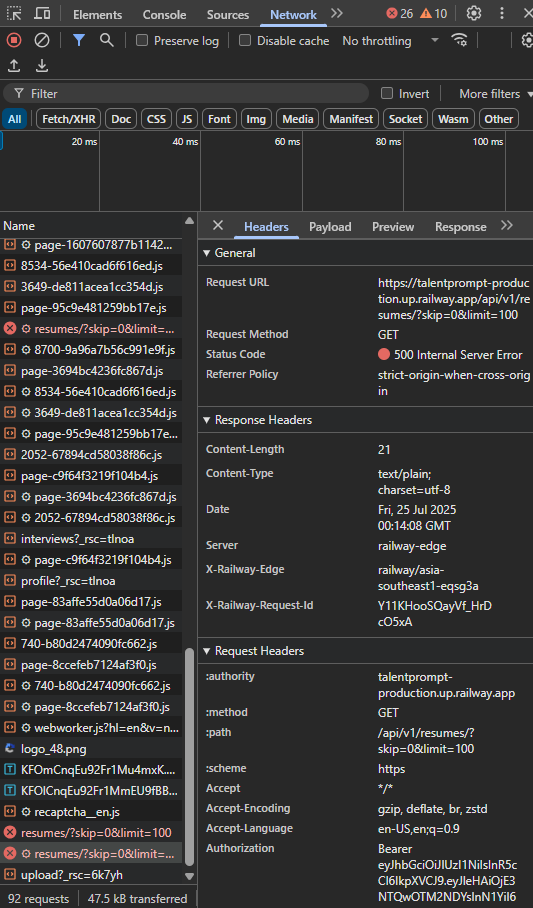 Elements Console Sources Network 26 10
Preserve log Disable cache No throttling
Filter Invert More filters
All Fetch/XHR Doc CSS JS Font Img Media Manifest Socket Wasm Other
20 ms 40 ms 60 ms 80 ms 100 ms
Name
page-1607607877b1142...
8534-56e410cad6f616ed.js
3649-de811acea1cc354d.js
page-95c9e481259bb17e.js
resumes/?skip=0&limit=...
8700-9a96a7b56c991e9f.js
page-3694bc4236fc867d.js
8534-56e410cad6f616ed.js
3649-de811acea1cc354d.js
page-95c9e481259bb17e...
2052-67894cd58038f86c.js
page-c9f64f3219f104b4.js
page-3694bc4236fc867d.js
2052-67894cd58038f86c.js
interviews?_rsc=tlnoa
page-c9f64f3219f104b4.js
profile?_rsc=tlnoa
page-83affe55d0a06d17.js
page-83affe55d0a06d17.js
740-b80d2474090fc662.js
page-8ccefeb7124af3f0.js
740-b80d2474090fc662.js
page-8ccefeb7124af3f0.js
webworker.js?hl=en&v=n...
logo_48.png
KFOmCnqEu92Fr1Mu4mxK....
KFOlCnqEu92Fr1MmEU9fBB...
recaptcha__en.js
resumes/?skip=0&limit=100
resumes/?skip=0&limit=...
upload?_rsc=6k7yh
92 requests 47.5 kB transferred
Headers Payload Preview Response
General
Request URL
https://talentprompt-produ
ction.up.railway.app/api/v1/r
esumes/?skip=0&limit=100
Request Method GET
Status Code 500 Internal Server Error
Referrer Policy strict-origin-when-cross-orig
in
Response Headers
Content-Length 21
Content-Type text/plain;
charset=utf-8
Date Fri, 25 Jul 2025
00:14:08 GMT
Server railway-edge
X-Railway-Edge railway/asia-
southeast1-eqsg3a
X-Railway-Request-Id Y11KHooSQayVf_HrD
cO5xA
Request Headers
:authority talentprompt-
production.up.railway.app
:method GET
:path /api/v1/resumes/?
skip=0&limit=100
:scheme https
Accept */*
Accept-Encoding gzip, deflate, br, zstd
Accept-Language en-US,en;q=0.9
Authorization Bearer
eyJhbGciOiJIUzI1NiIsInR5c
CI6IkpXVCJ9.eyJleHAiOjE3
NTQwOTM2NDYsInN1YiI6